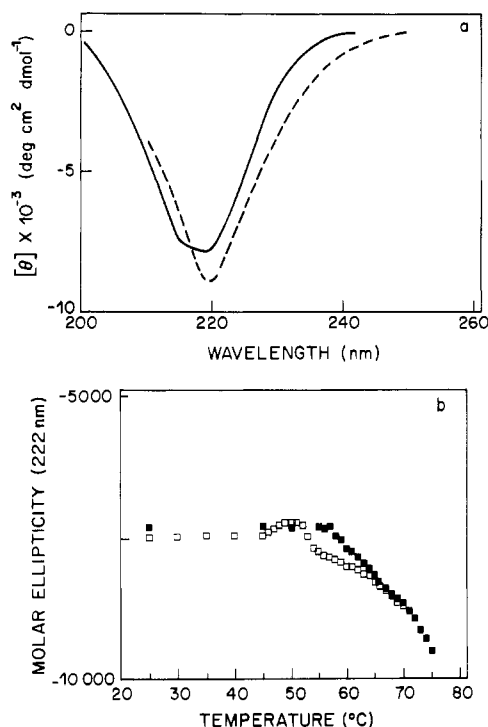 a
0
-5
-10
[θ] X 10⁻³ (deg cm² dmol⁻¹)
200 220 240 260
WAVELENGTH (nm)
b
-5000
-10 000
MOLAR ELLIPTICITY (222 nm)
20 30 40 50 60 70 80
TEMPERATURE (°C)